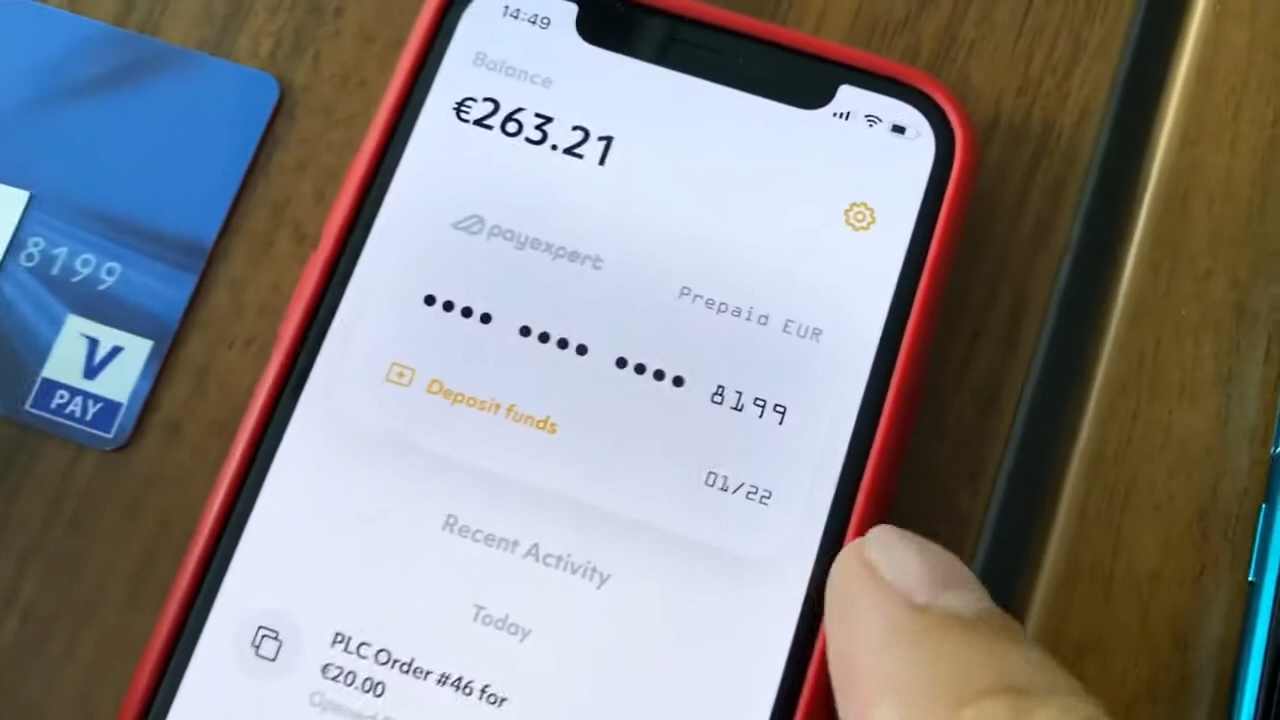 14:49
Balance
€263.21
payexpert
Prepaid EUR
•••• •••• •••• 8199
Deposit funds
01/22
Recent Activity
Today
PLC Order #46 for
€20.00
Opened
8199
V
PAY